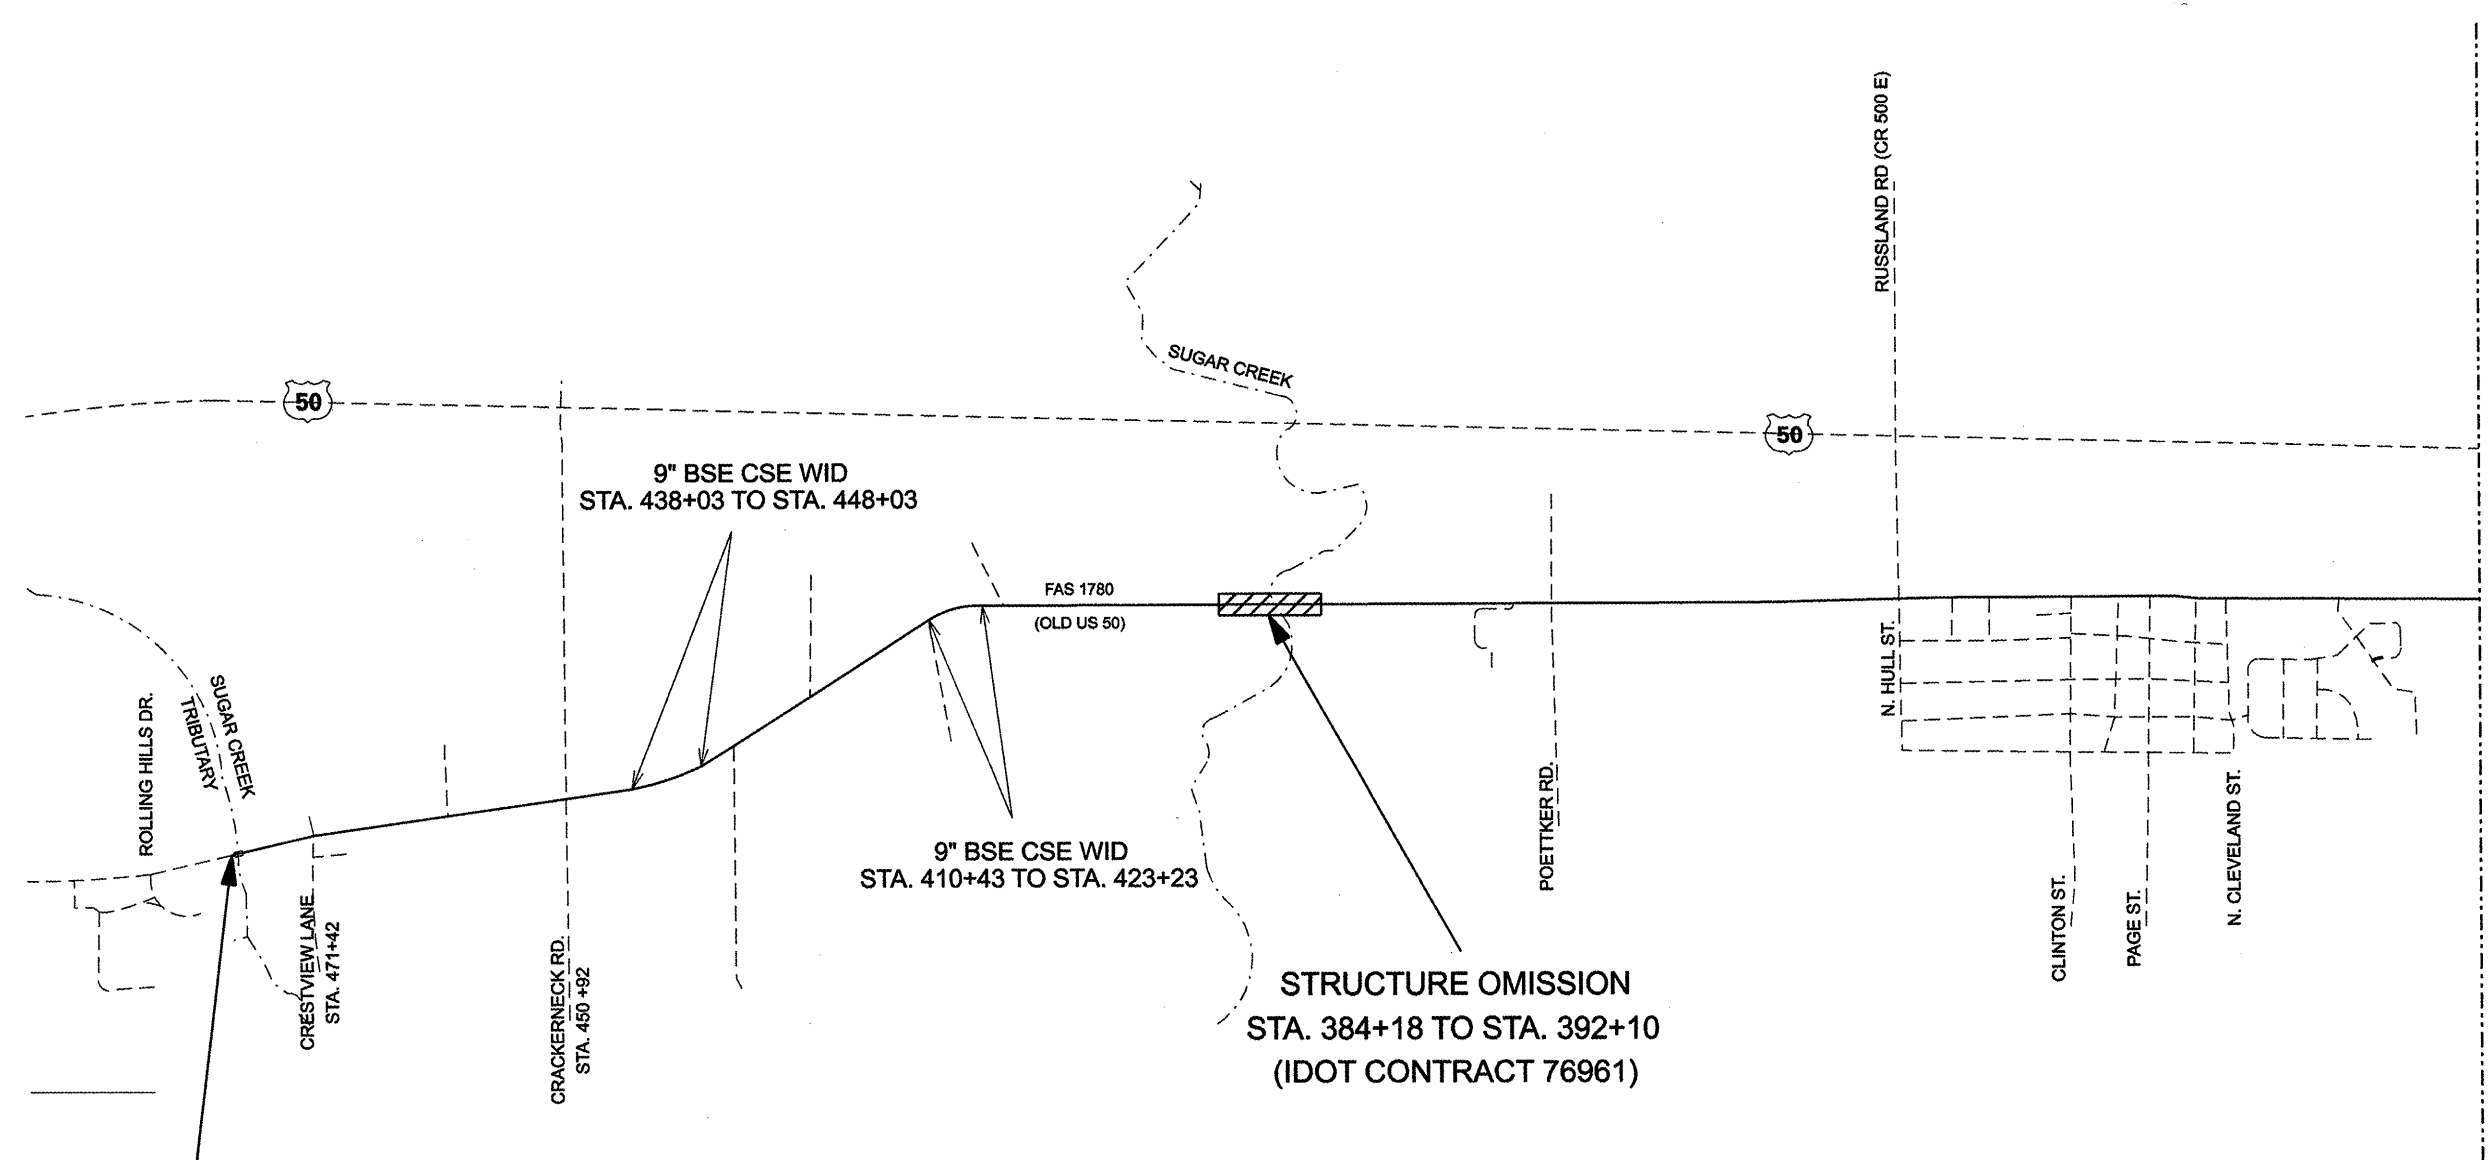 RUSSLAND RD (CR 500 E)
SUGAR CREEK
50
50
9" BSE CSE WID
STA. 438+03 TO STA. 448+03
FAS 1780
(OLD US 50)
N. HULL ST.
ROLLING HILLS DR.
SUGAR CREEK
TRIBUTARY
9" BSE CSE WID
STA. 410+43 TO STA. 423+23
POETTKER RD.
N. CLEVELAND ST.
CLINTON ST.
PAGE ST.
CRESTVIEW LANE
STA. 471+42
CRACKERNECK RD.
STA. 450 +92
STRUCTURE OMISSION
STA. 384+18 TO STA. 392+10
(IDOT CONTRACT 76961)